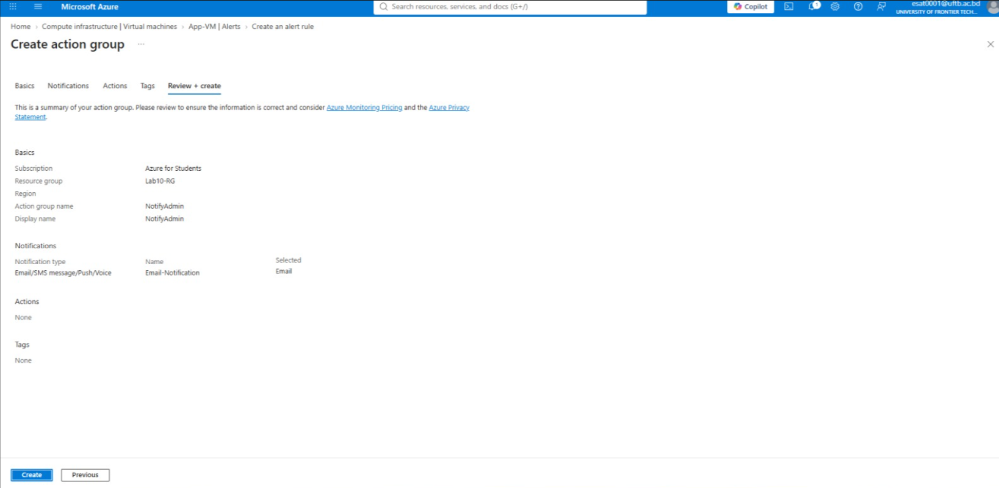 Microsoft Azure
Search resources, services, and docs (G+/)
Copilot
1
esat0001@uftb.ac.bd
UNIVERSITY OF FRONTIER TECH...
Home > Compute infrastructure | Virtual machines > App-VM | Alerts > Create an alert rule
Create action group ...
Basics Notifications Actions Tags Review + create
This is a summary of your action group. Please review to ensure the information is correct and consider Azure Monitoring Pricing and the Azure Privacy
Statement.
Basics
Subscription Azure for Students
Resource group Lab10-RG
Region
Action group name NotifyAdmin
Display name NotifyAdmin
Notifications
Notification type Name Selected
Email/SMS message/Push/Voice Email-Notification Email
Actions
None
Tags
None
Create Previous